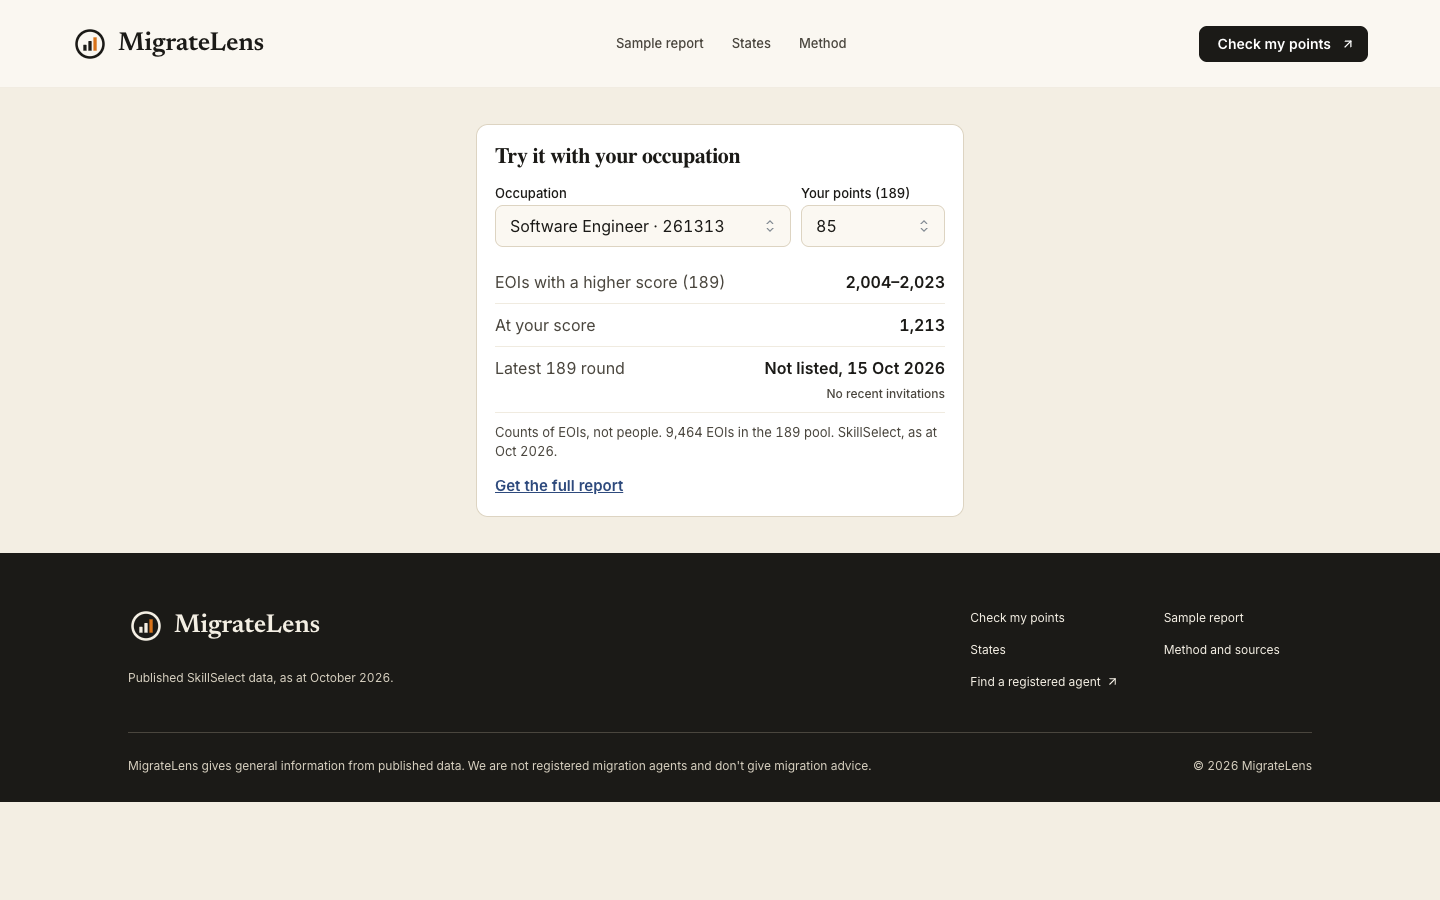 MigrateLens
Sample report
States
Method
Check my points
Try it with your occupation
Occupation
Your points (189)
Software Engineer · 261313
85
EOIs with a higher score (189)
2,004–2,023
At your score
1,213
Latest 189 round
Not listed, 15 Oct 2026
No recent invitations
Counts of EOIs, not people. 9,464 EOIs in the 189 pool. SkillSelect, as at
Oct 2026.
Get the full report
MigrateLens
Published SkillSelect data, as at October 2026.
Check my points
Sample report
States
Method and sources
Find a registered agent
MigrateLens gives general information from published data. We are not registered migration agents and don't give migration advice.
© 2026 MigrateLens